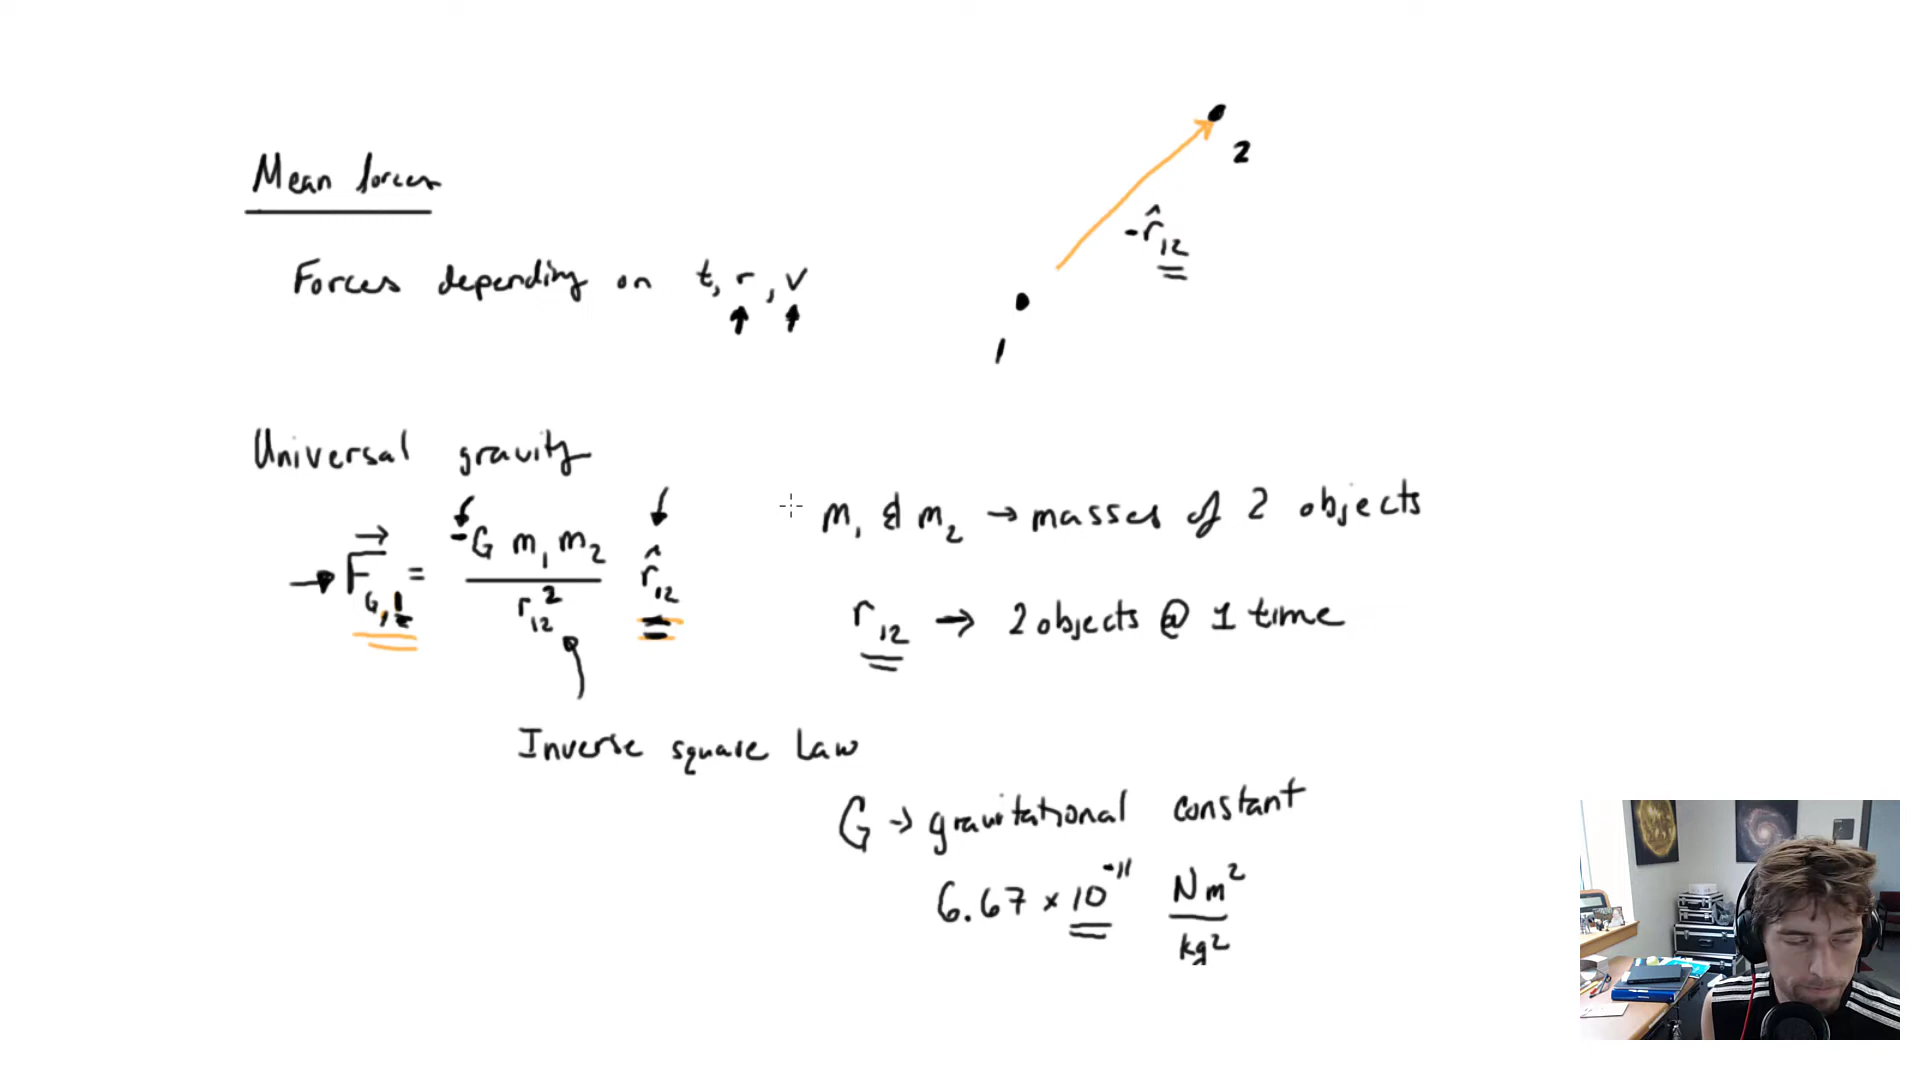 Mean forces
Forces depending on t, r, v
2
-r̂₁₂
1
Universal gravity
→ F⃗G,1 = -G m₁ m₂ / r₁₂² r̂₁₂
m₁ & m₂ → masses of 2 objects
r₁₂ → 2 objects @ 1 time
Inverse square Law
G → gravitational constant
6.67 × 10⁻¹¹ Nm² / kg²